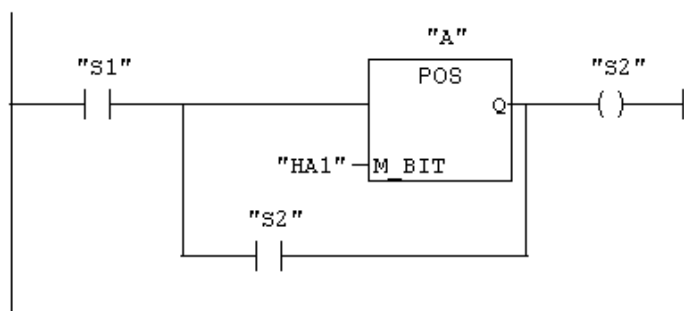 "A"
"S1"
POS
"S2"
Q
"HA1"
M_BIT
"S2"